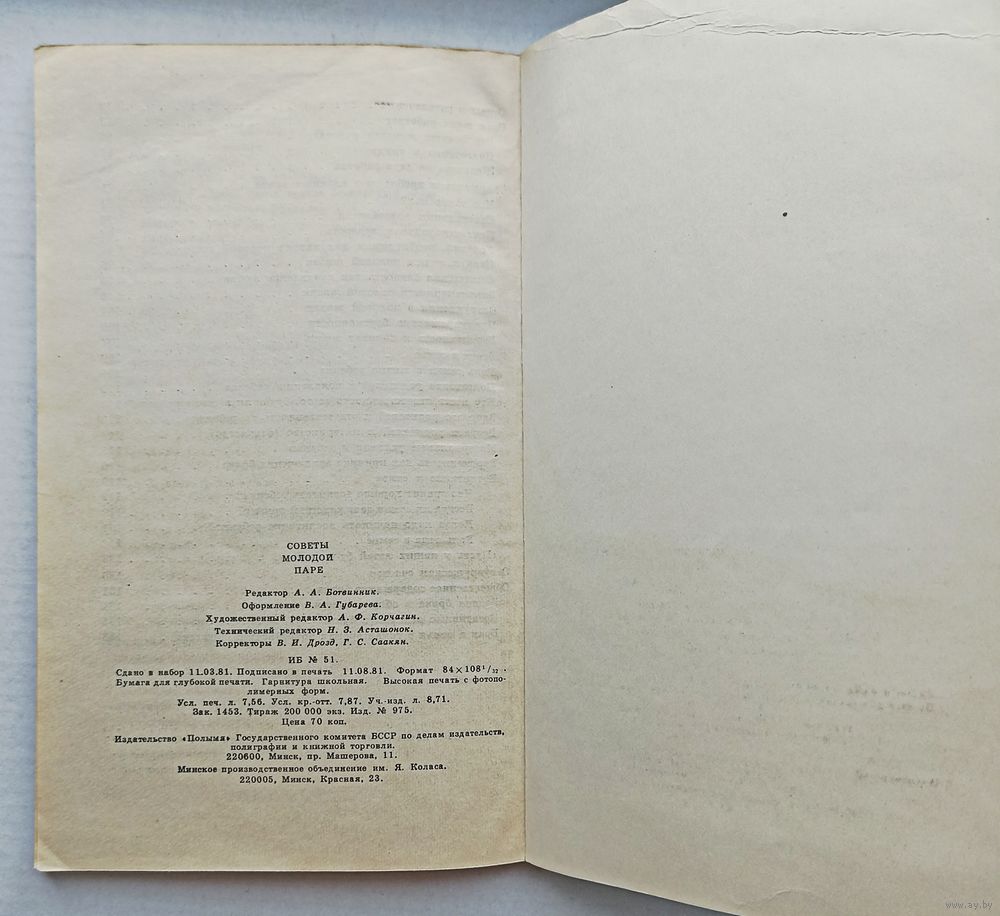 СОВЕТЫ
МОЛОДОЙ
ПАРЕ
Редактор А. А. Ботвинник.
Оформление В. А. Губарева.
Художественный редактор А. Ф. Корчагин.
Технический редактор Н. З. Асташонок.
Корректоры В. И. Дрозд, Г. С. Свакян.
ИБ № 51.
Сдано в набор 11.03.81. Подписано в печать 11.08.81. Формат 84×108¹/₃₂.
Бумага для глубокой печати. Гарнитура школьная. Высокая печать с фотопо-
лимерных форм.
Усл. печ. л. 7,56. Усл. кр.-отт. 7,87. Уч.-изд. л. 8,71.
Зак. 1453. Тираж 200 000 экз. Изд. № 975.
Цена 70 коп.
Издательство «Полымя» Государственного комитета БССР по делам издательств,
полиграфии и книжной торговли.
220600, Минск, пр. Машерова, 11.
Минское производственное объединение им. Я. Коласа.
220005, Минск, Красная, 23.
www.ay.by